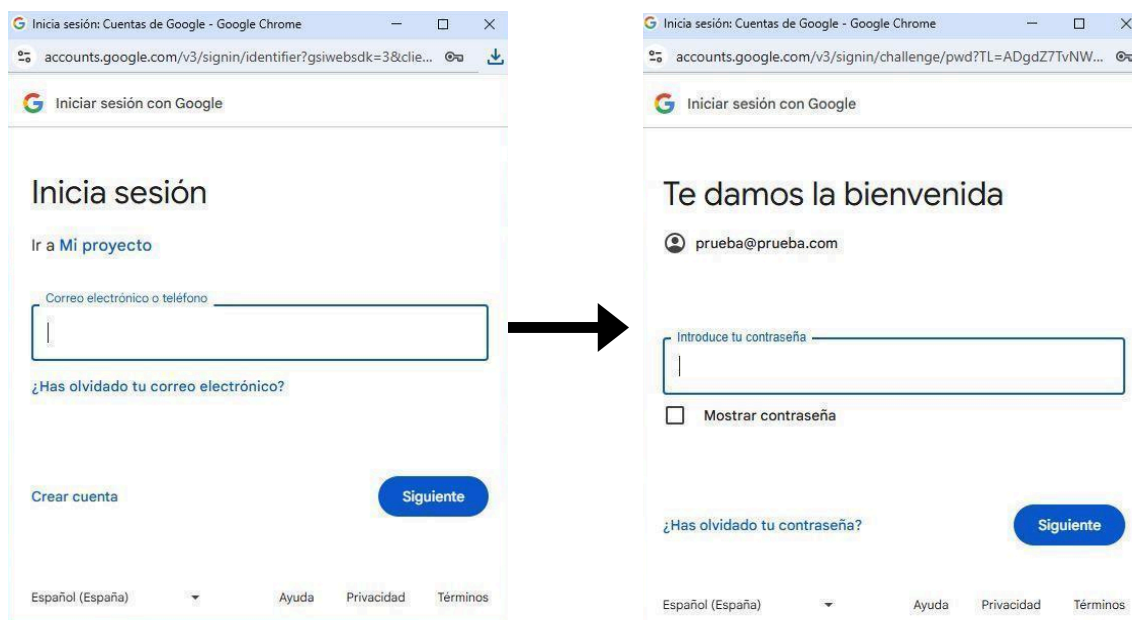 Inicia sesión: Cuentas de Google - Google Chrome
accounts.google.com/v3/signin/identifier?gsiwebsdk=3&clie...
Iniciar sesión con Google
Inicia sesión
Ir a Mi proyecto
Correo electrónico o teléfono
¿Has olvidado tu correo electrónico?
Crear cuenta
Siguiente
Español (España)
Ayuda
Privacidad
Términos
Inicia sesión: Cuentas de Google - Google Chrome
accounts.google.com/v3/signin/challenge/pwd?TL=ADgdZ7TvNW...
Iniciar sesión con Google
Te damos la bienvenida
prueba@prueba.com
Introduce tu contraseña
Mostrar contraseña
¿Has olvidado tu contraseña?
Siguiente
Español (España)
Ayuda
Privacidad
Términos